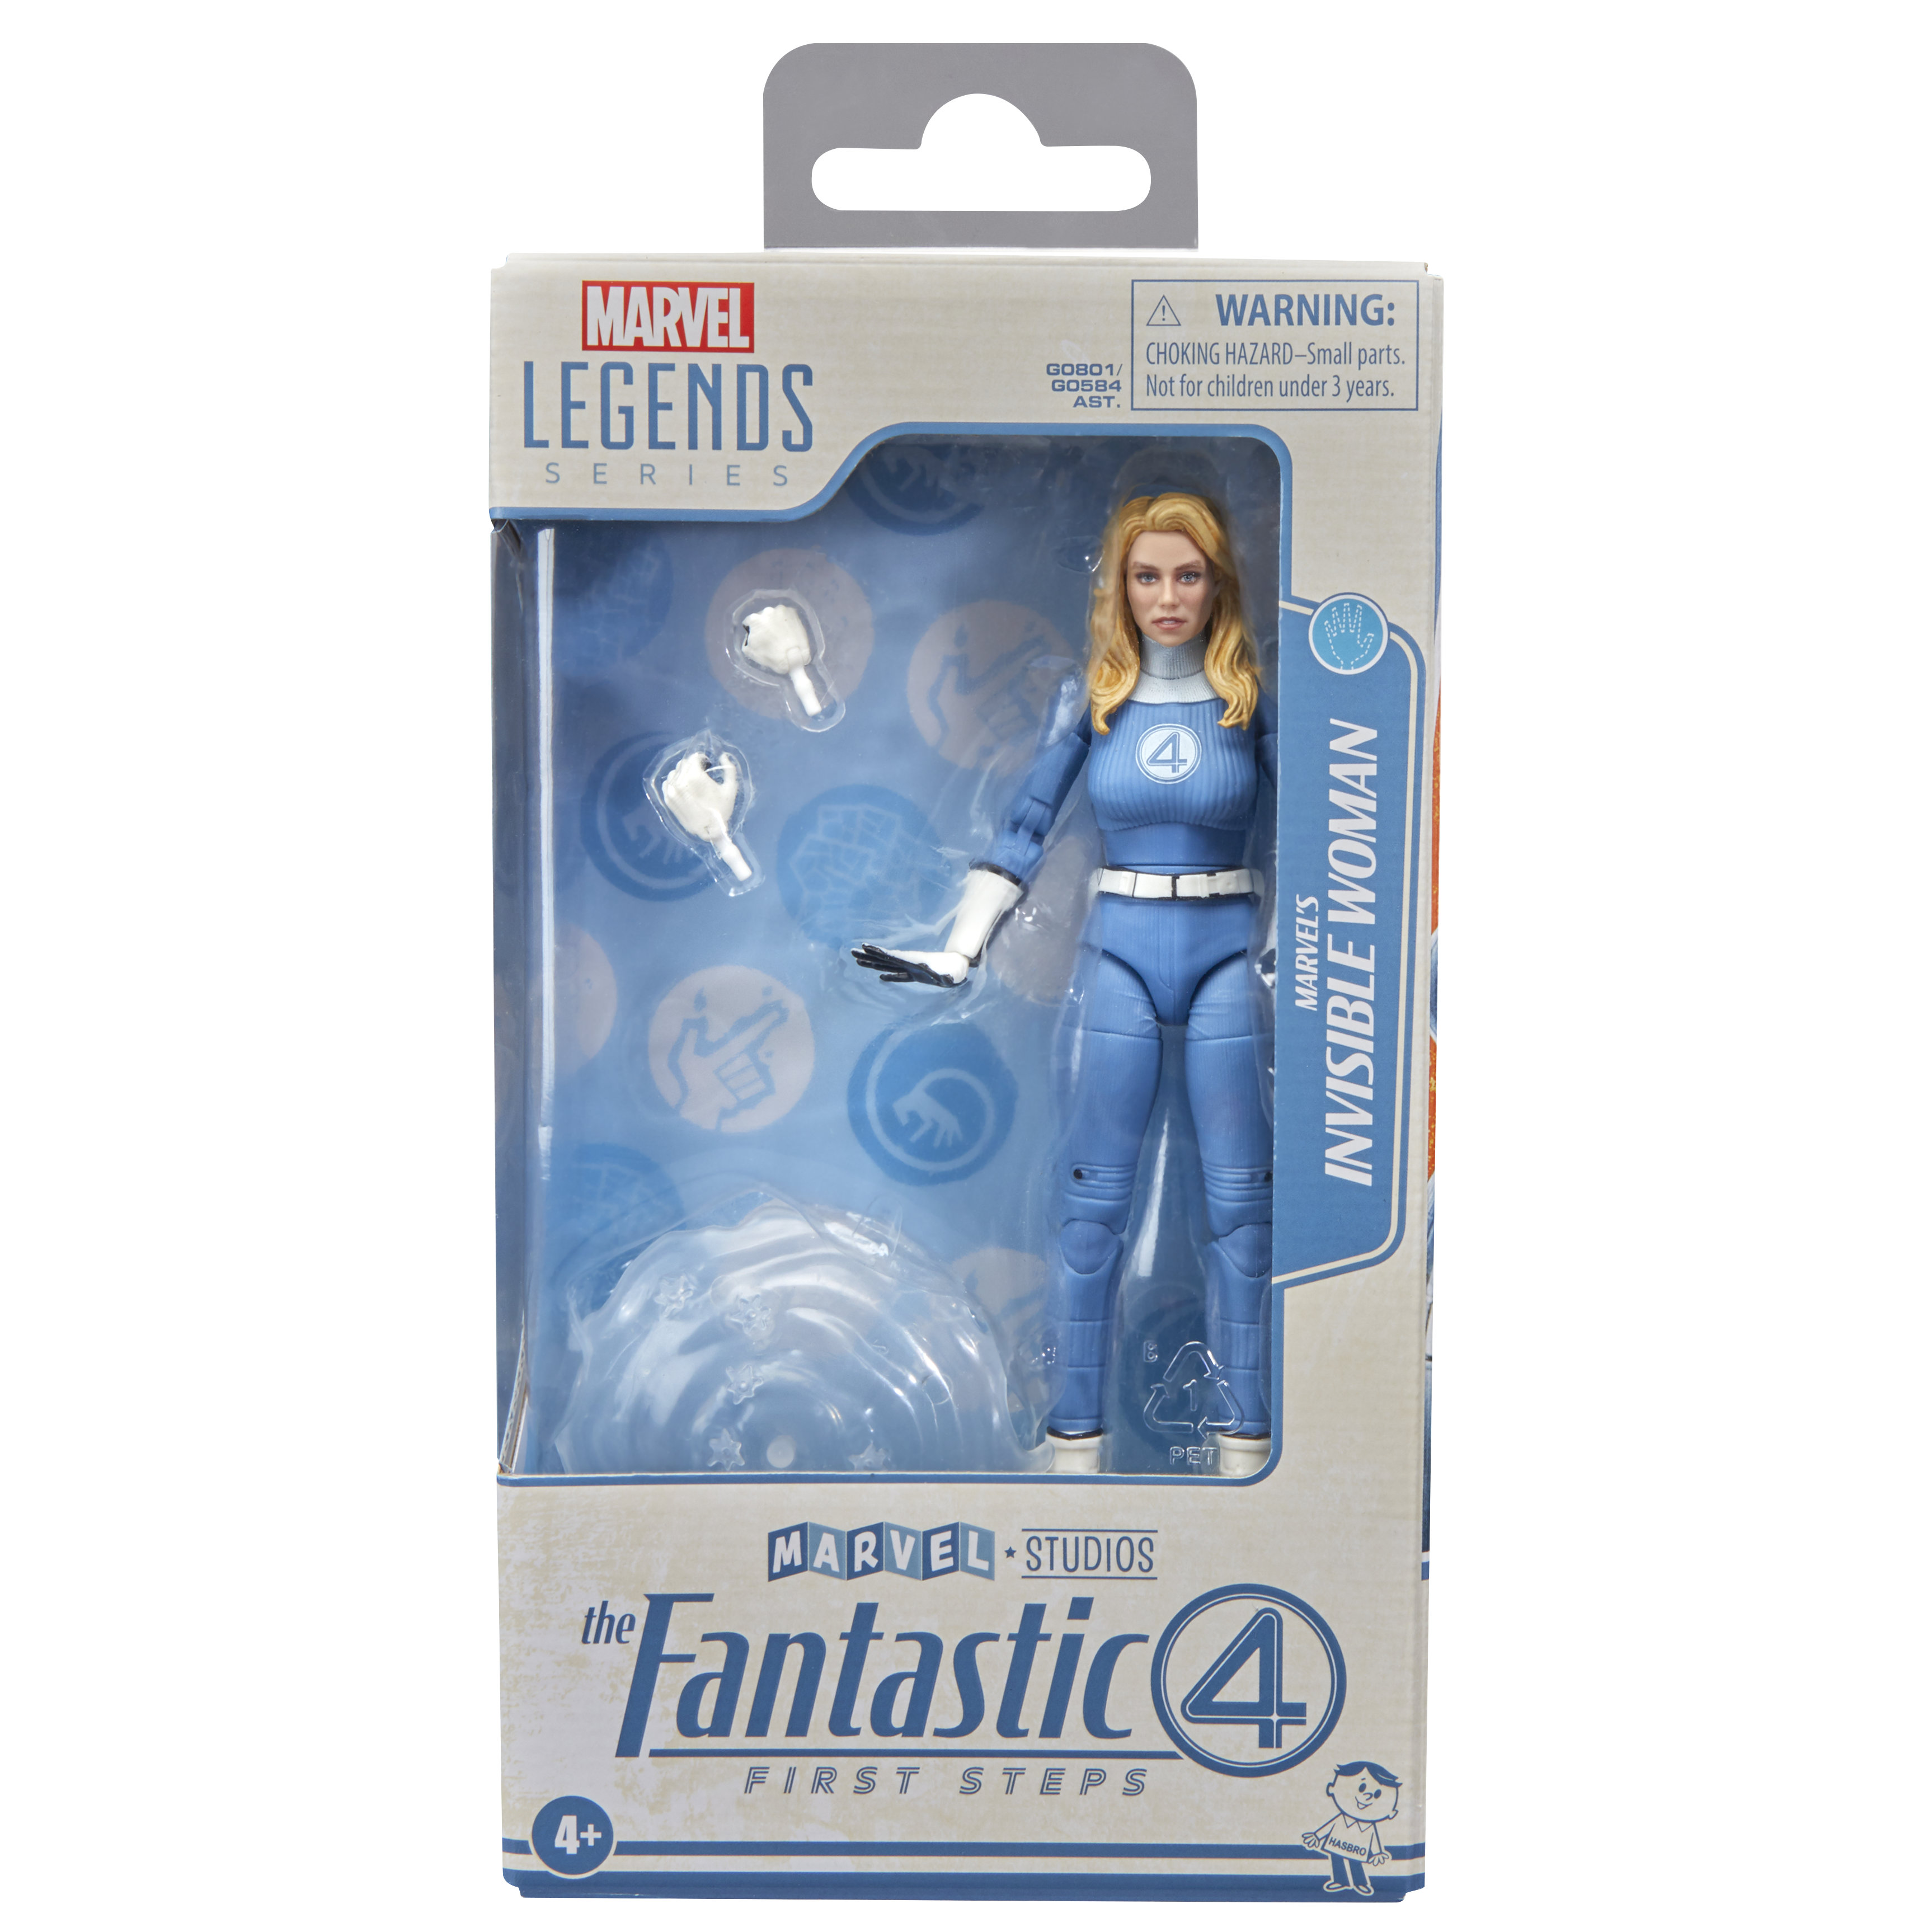 MARVEL
LEGENDS
SERIES
G0801/
G0584
AST.
WARNING:
CHOKING HAZARD–Small parts.
Not for children under 3 years.
4
MARVEL'S
INVISIBLE WOMAN
B
1
PET
MARVEL STUDIOS
the Fantastic 4
FIRST STEPS
4+
HASBRO